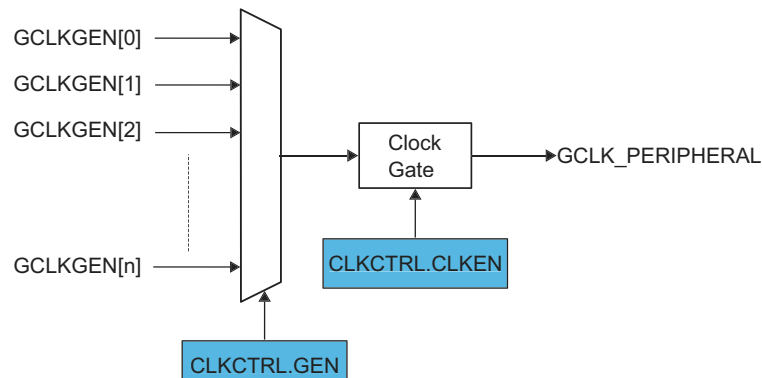 GCLKGEN[0]
GCLKGEN[1]
GCLKGEN[2]
Clock
Gate
GCLK_PERIPHERAL
GCLKGEN[n]
CLKCTRL.CLKEN
CLKCTRL.GEN